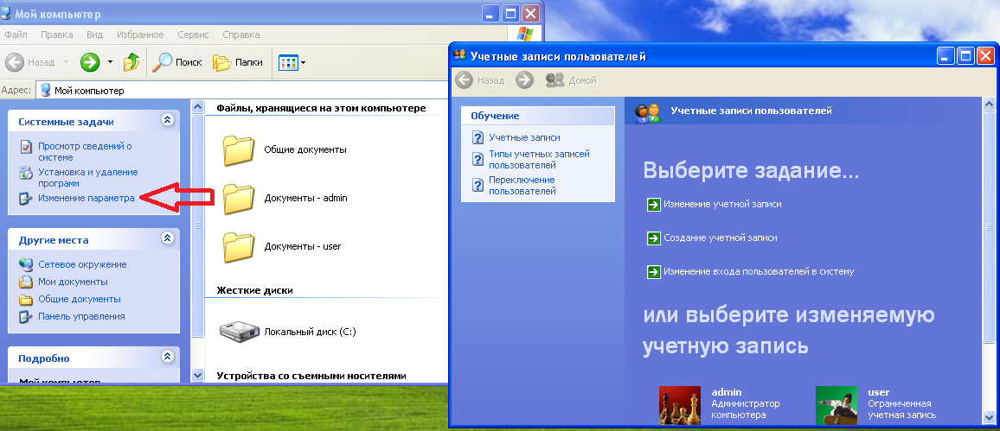 Мой компьютер
Файл Правка Вид Избранное Сервис Справка
Назад Поиск Папки
Адрес: Мой компьютер
Системные задачи
Просмотр сведений о
системе
Установка и удаление
программ
Изменение параметра
Другие места
Сетевое окружение
Мои документы
Общие документы
Панель управления
Подробно
Мой компьютер
Файлы, хранящиеся на этом компьютере
Общие документы
Документы - admin
Документы - user
Жесткие диски
Локальный диск (C:)
Устройства со съемными носителями
Учетные записи пользователей
Назад Домой
Обучение
Учетные записи
Типы учетных записей
пользователей
Переключение
пользователей
Учетные записи пользователей
Выберите задание...
Изменение учетной записи
Создание учетной записи
Изменение входа пользователей в систему
или выберите изменяемую
учетную запись
admin
Администратор
компьютера
user
Ограниченная
учетная запись